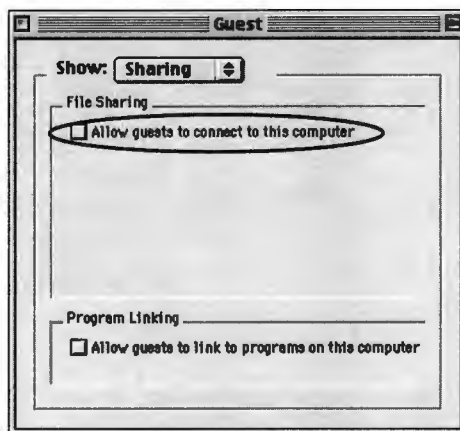 Guest
Show: Sharing
File Sharing
Allow guests to connect to this computer
Program Linking
Allow guests to link to programs on this computer